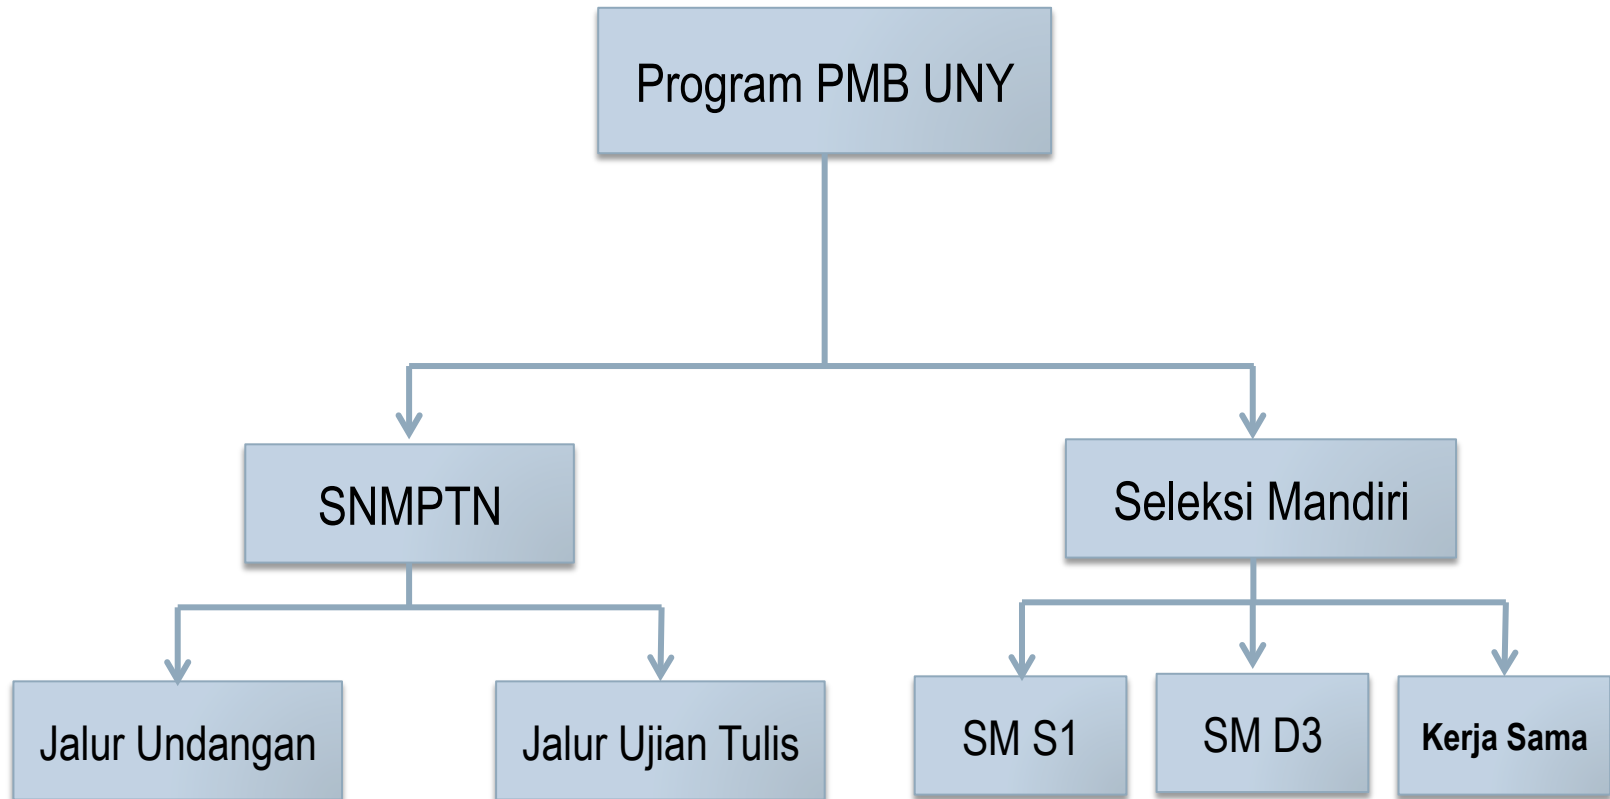 Program PMB UNY
SNMPTN
Seleksi Mandiri
Jalur Undangan
Jalur Ujian Tulis
SM S1
SM D3
Kerja Sama